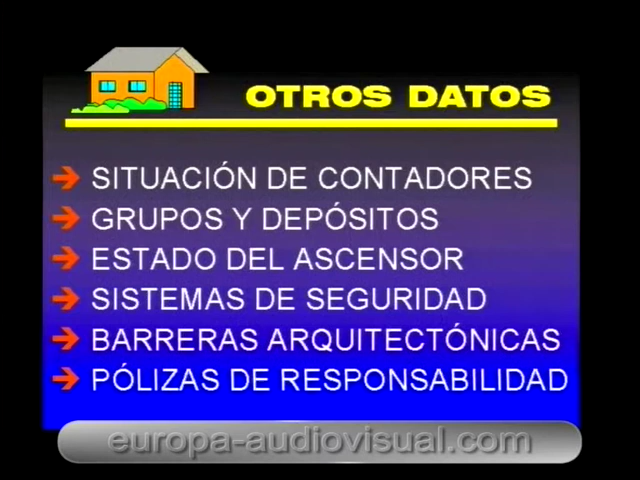 OTROS DATOS
SITUACIÓN DE CONTADORES
GRUPOS Y DEPÓSITOS
ESTADO DEL ASCENSOR
SISTEMAS DE SEGURIDAD
BARRERAS ARQUITECTÓNICAS
PÓLIZAS DE RESPONSABILIDAD
europa-audiovisual.com